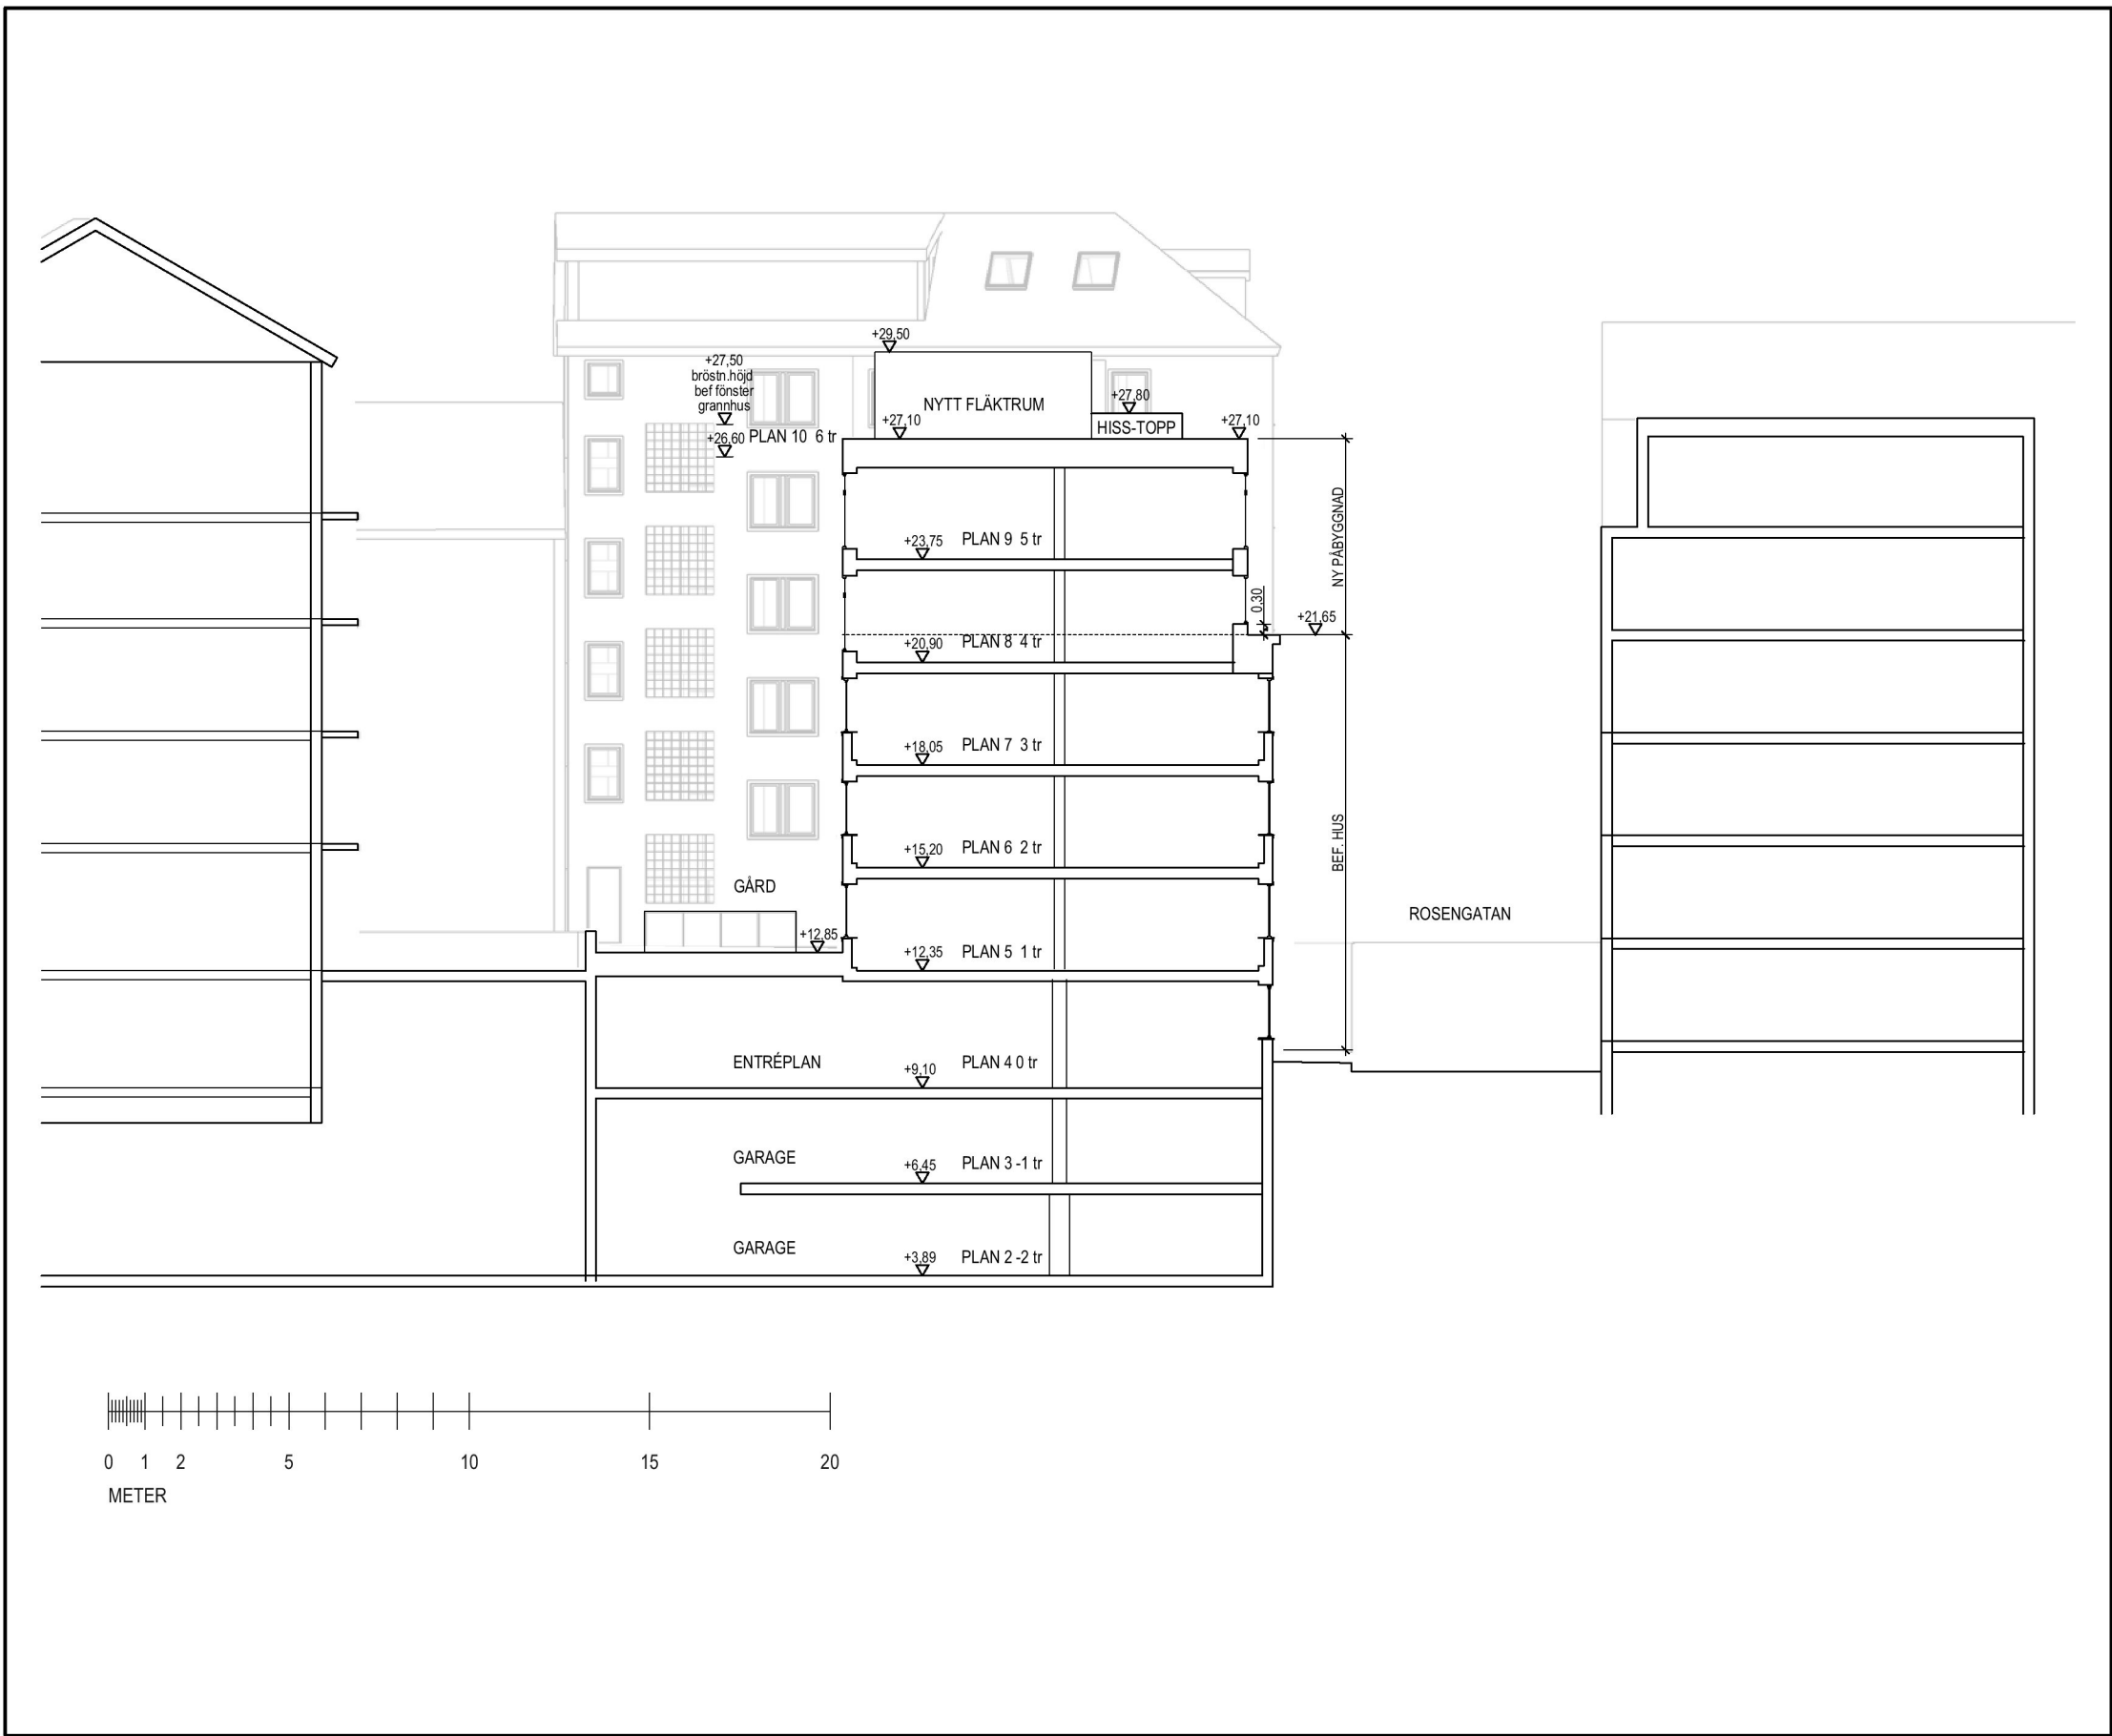 +29,50
+27,50
bröstn.höjd
bef fönster
grannhus
NYTT FLÄKTRUM
+27,80
+27,10
HISS-TOPP
+27,10
+26,60
PLAN 10 6 tr
NY PÅBYGGNAD
+23,75
PLAN 9 5 tr
0,30
+21,65
+20,90
PLAN 8 4 tr
+18,05
PLAN 7 3 tr
+15,20
PLAN 6 2 tr
BEF. HUS
GÅRD
ROSENGATAN
+12,85
+12,35
PLAN 5 1 tr
ENTRÉPLAN
+9,10
PLAN 4 0 tr
GARAGE
+6,45
PLAN 3 -1 tr
GARAGE
+3,89
PLAN 2 -2 tr
0 1 2 5 10 15 20
METER